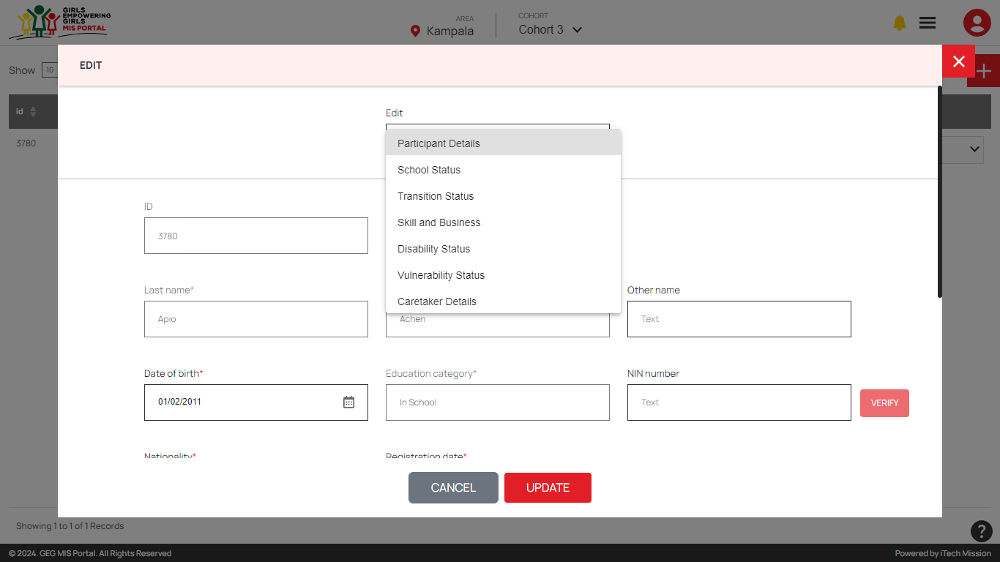 GIRLS
EMPOWERING
GIRLS
MIS PORTAL
AREA
Kampala
COHORT
Cohort 3
Show 10
EDIT
Id
3780
Edit
Participant Details
School Status
Transition Status
Skill and Business
Disability Status
Vulnerability Status
Caretaker Details
ID
3780
Last name*
Other name
Apio
Achen
Text
Date of birth*
Education category*
NIN number
01/02/2011
In School
Text
VERIFY
Nationality*
Registration date*
CANCEL
UPDATE
Showing 1 to 1 of 1 Records
?
© 2024. GEG MIS Portal. All Rights Reserved
Powered by iTech Mission